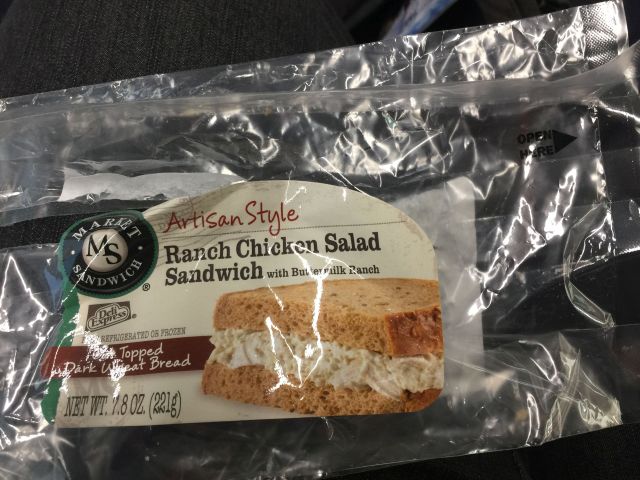 OPEN
HERE
Artisan Style
MARKET
MS
SANDWICH
®
Ranch Chicken Salad
Sandwich with Buttermilk Ranch
Deli
Express
REFRIGERATED OR FROZEN
Topped
Dark Wheat Bread
NET WT. 7.8 OZ. (221g)